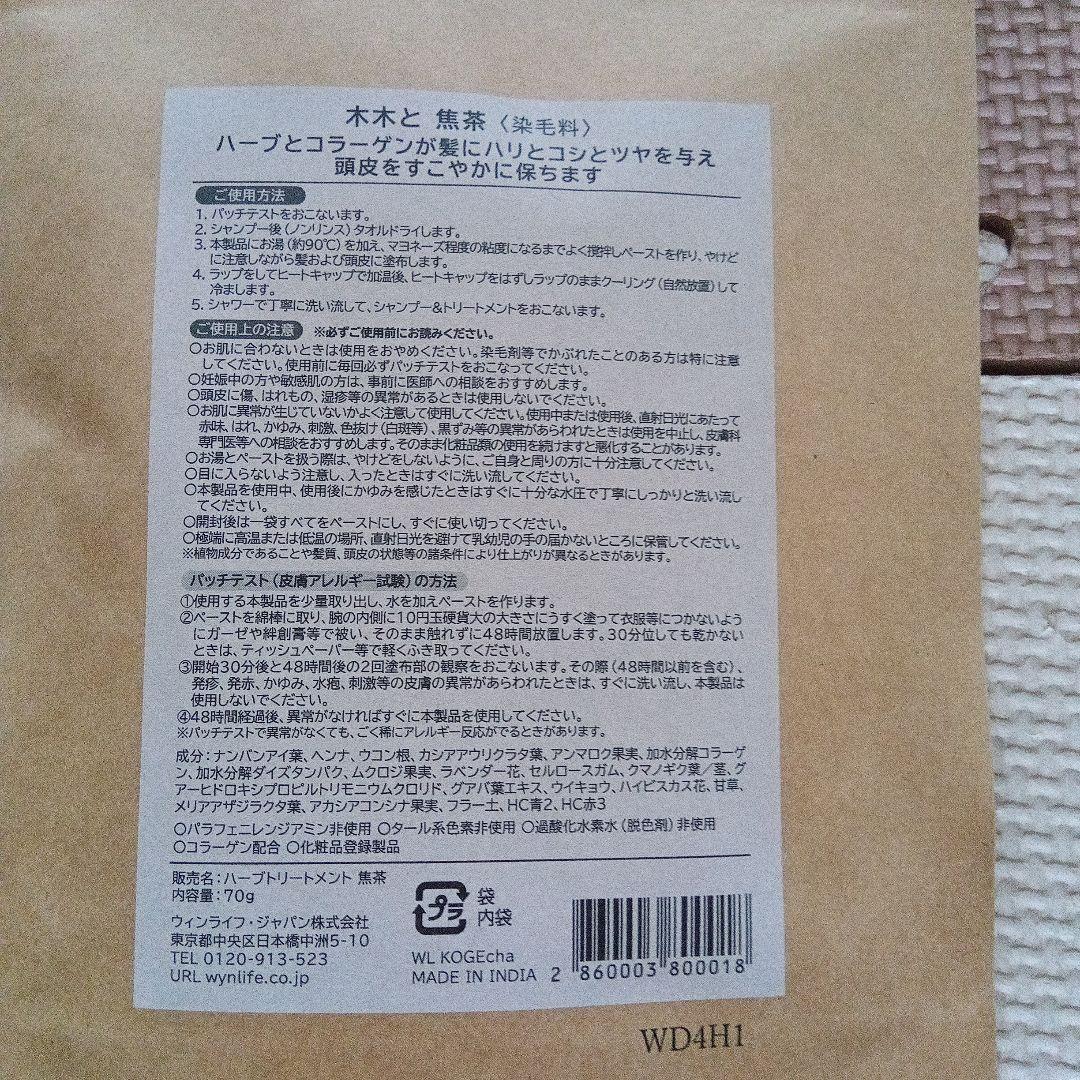 木木と 焦茶〈染毛料〉
ハーブとコラーゲンが髪にハリとコシとツヤを与え
頭皮をすこやかに保ちます
ご使用方法
1. パッチテストをおこないます。
2. シャンプー後（ノンリンス）タオルドライします。
3. 本製品にお湯（約90℃）を加え、マヨネーズ程度の粘度になるまでよく撹拌しペーストを作り、やけど
に注意しながら髪および頭皮に塗布します。
4. ラップをしてヒートキャップで加温後、ヒートキャップをはずしラップのままクーリング（自然放置）して
冷まします。
5. シャワーで丁寧に洗い流して、シャンプー&トリートメントをおこないます。
ご使用上の注意 ※必ずご使用前にお読みください。
○お肌に合わないときは使用をおやめください。染毛剤等でかぶれたことのある方は特に注意
してください。使用前に毎回必ずパッチテストをおこなってください。
○妊娠中の方や敏感肌の方は、事前に医師への相談をおすすめします。
○頭皮に傷、はれもの、湿疹等の異常があるときは使用しないでください。
○お肌に異常が生じていないかよく注意して使用してください。使用中または使用後、直射日光にあたって
赤味、はれ、かゆみ、刺激、色抜け（白斑等）、黒ずみ等の異常があらわれたときは使用を中止し、皮膚科
専門医等への相談をおすすめします。そのまま化粧品類の使用を続けますと悪化することがあります。
○お湯とペーストを扱う際は、やけどをしないように、ご自身と周りの方に十分注意してください。
○目に入らないよう注意し、入ったときはすぐに洗い流してください。
○本製品を使用中、使用後にかゆみを感じたときはすぐに十分な水圧で丁寧にしっかりと洗い流し
てください。
○開封後は一袋すべてをペーストにし、すぐに使い切ってください。
○極端に高温または低温の場所、直射日光を避けて乳幼児の手の届かないところに保管してください。
※植物成分であることや髪質、頭皮の状態等の諸条件により仕上がりが異なるときがあります。
パッチテスト（皮膚アレルギー試験）の方法
①使用する本製品を少量取り出し、水を加えペーストを作ります。
②ペーストを綿棒に取り、腕の内側に10円玉硬貨大の大きさにうすく塗って衣服等につかないよう
にガーゼや絆創膏等で被い、そのまま触れずに48時間放置します。30分位しても乾かない
ときは、ティッシュペーパー等で軽くふき取ってください。
③開始30分後と48時間後の2回塗布部の観察をおこないます。その際（48時間以前を含む）、
発疹、発赤、かゆみ、水疱、刺激等の皮膚の異常があらわれたときは、すぐに洗い流し、本製品は
使用しないでください。
④48時間経過後、異常がなければすぐに本製品を使用してください。
※パッチテストで異常がなくても、ごく稀にアレルギー反応がでるときがあります。
成分：ナンバンアイ葉、ヘンナ、ウコン根、カシアアウリクラタ葉、アンマロク果実、加水分解コラーゲ
ン、加水分解ダイズタンパク、ムクロジ果実、ラベンダー花、セルロースガム、クマノギク葉／茎、グ
アーヒドロキシプロピルトリモニウムクロリド、グアバ葉エキス、ウイキョウ、ハイビスカス花、甘草、
メリアアザジラクタ葉、アカシアコンシナ果実、フラー土、HC青2、HC赤3
○パラフェニレンジアミン非使用 ○タール系色素非使用 ○過酸化水素水（脱色剤）非使用
○コラーゲン配合 ○化粧品登録製品
販売名：ハーブトリートメント 焦茶
内容量：70g
ウィンライフ・ジャパン株式会社
東京都中央区日本橋中洲5-10
TEL 0120-913-523
URL wynlife.co.jp
プラ
袋
内袋
WL KOGEcha
MADE IN INDIA
2 860003 800018
WD4H1